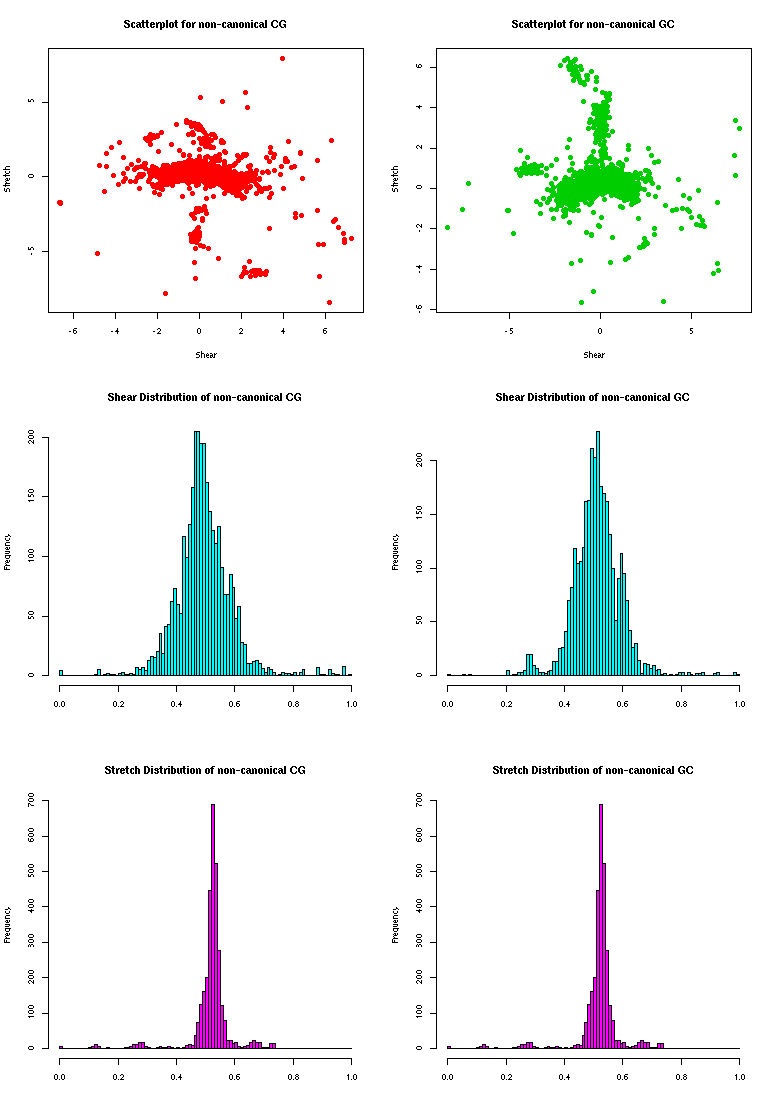 Scatterplot for non-canonical CG
Stretch
5
0
-5
-6 -4 -2 0 2 4 6
Shear
Scatterplot for non-canonical GC
Stretch
6
4
2
0
-2
-4
-6
-5 0 5
Shear
Shear Distribution of non-canonical CG
Frequency
200
150
100
50
0
0.0 0.2 0.4 0.6 0.8 1.0
Shear Distribution of non-canonical GC
Frequency
200
150
100
50
0
0.0 0.2 0.4 0.6 0.8 1.0
Stretch Distribution of non-canonical CG
Frequency
700
600
500
400
300
200
100
0
0.0 0.2 0.4 0.6 0.8 1.0
Stretch Distribution of non-canonical GC
Frequency
700
600
500
400
300
200
100
0
0.0 0.2 0.4 0.6 0.8 1.0